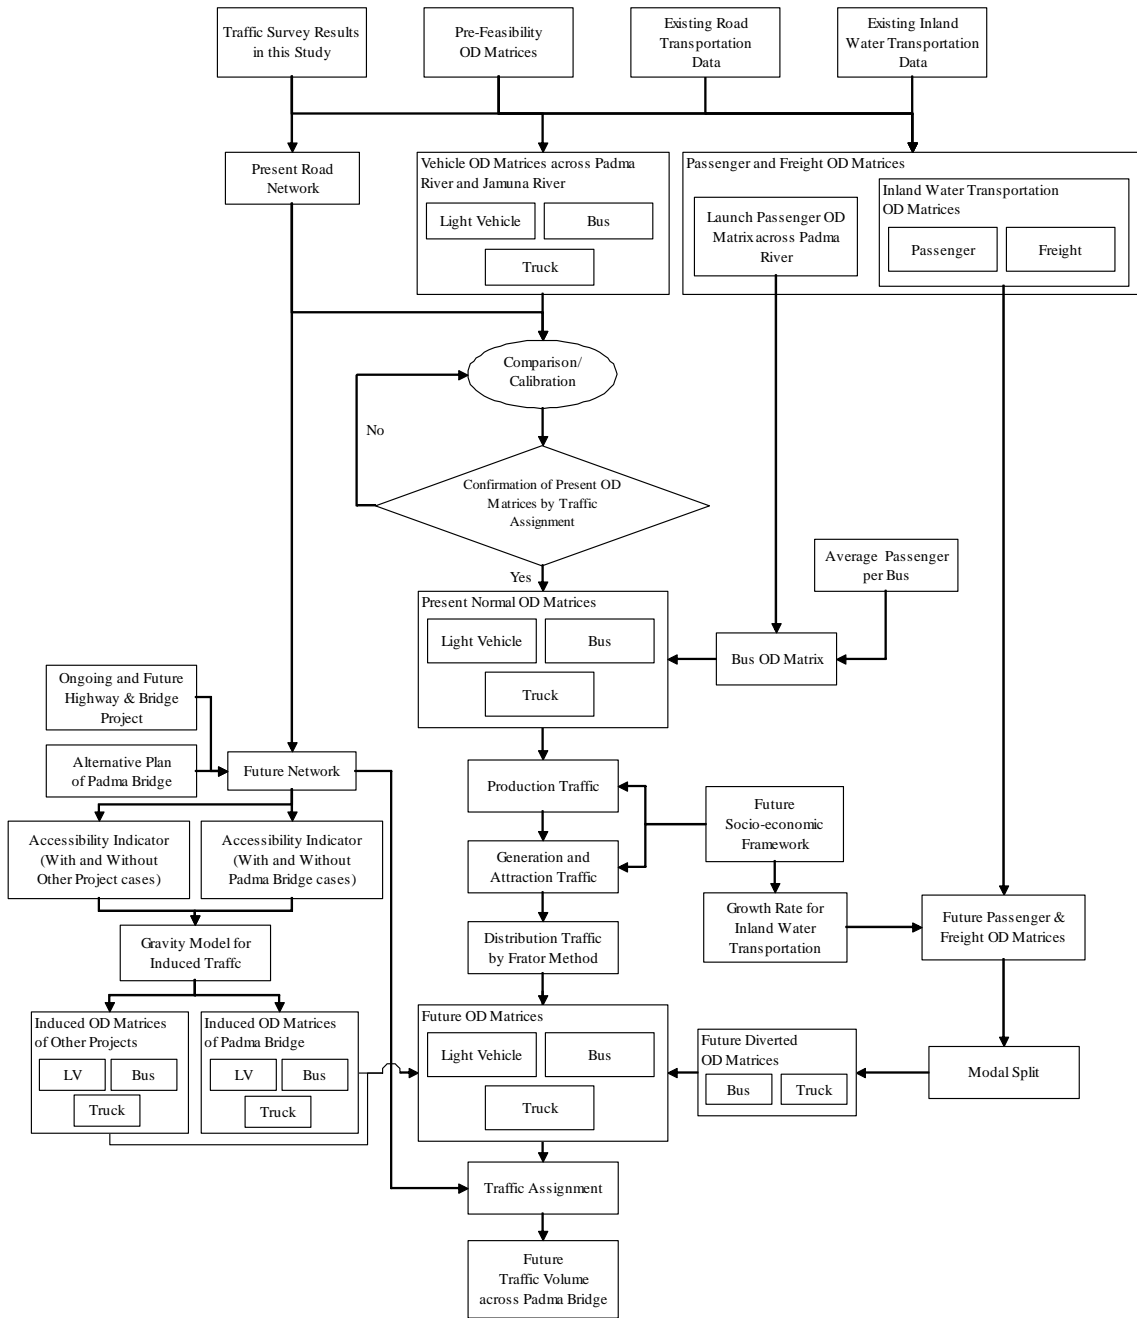 Traffic Survey Results
in this Study
Pre-Feasibility
OD Matrices
Existing Road
Transportation
Data
Existing Inland
Water Transportation
Data
Present Road
Network
Vehicle OD Matrices across Padma
River and Jamuna River
Light Vehicle
Bus
Truck
Passenger and Freight OD Matrices
Launch Passenger OD
Matrix across Padma
River
Inland Water Transportation
OD Matrices
Passenger
Freight
Comparison/
Calibration
No
Confirmation of Present OD
Matrices by Traffic
Assignment
Yes
Average Passenger
per Bus
Present Normal OD Matrices
Light Vehicle
Bus
Truck
Bus OD Matrix
Ongoing and Future
Highway & Bridge
Project
Alternative Plan
of Padma Bridge
Future Network
Production Traffic
Future
Socio-economic
Framework
Accessibility Indicator
(With and Without
Other Project cases)
Accessibility Indicator
(With and Without
Padma Bridge cases)
Generation and
Attraction Traffic
Growth Rate for
Inland Water
Transportation
Future Passenger &
Freight OD Matrices
Gravity Model for
Induced Traffc
Distribution Traffic
by Frator Method
Induced OD Matrices
of Other Projects
LV
Bus
Truck
Induced OD Matrices
of Padma Bridge
LV
Bus
Truck
Future OD Matrices
Light Vehicle
Bus
Truck
Future Diverted
OD Matrices
Bus
Truck
Modal Split
Traffic Assignment
Future
Traffic Volume
across Padma Bridge